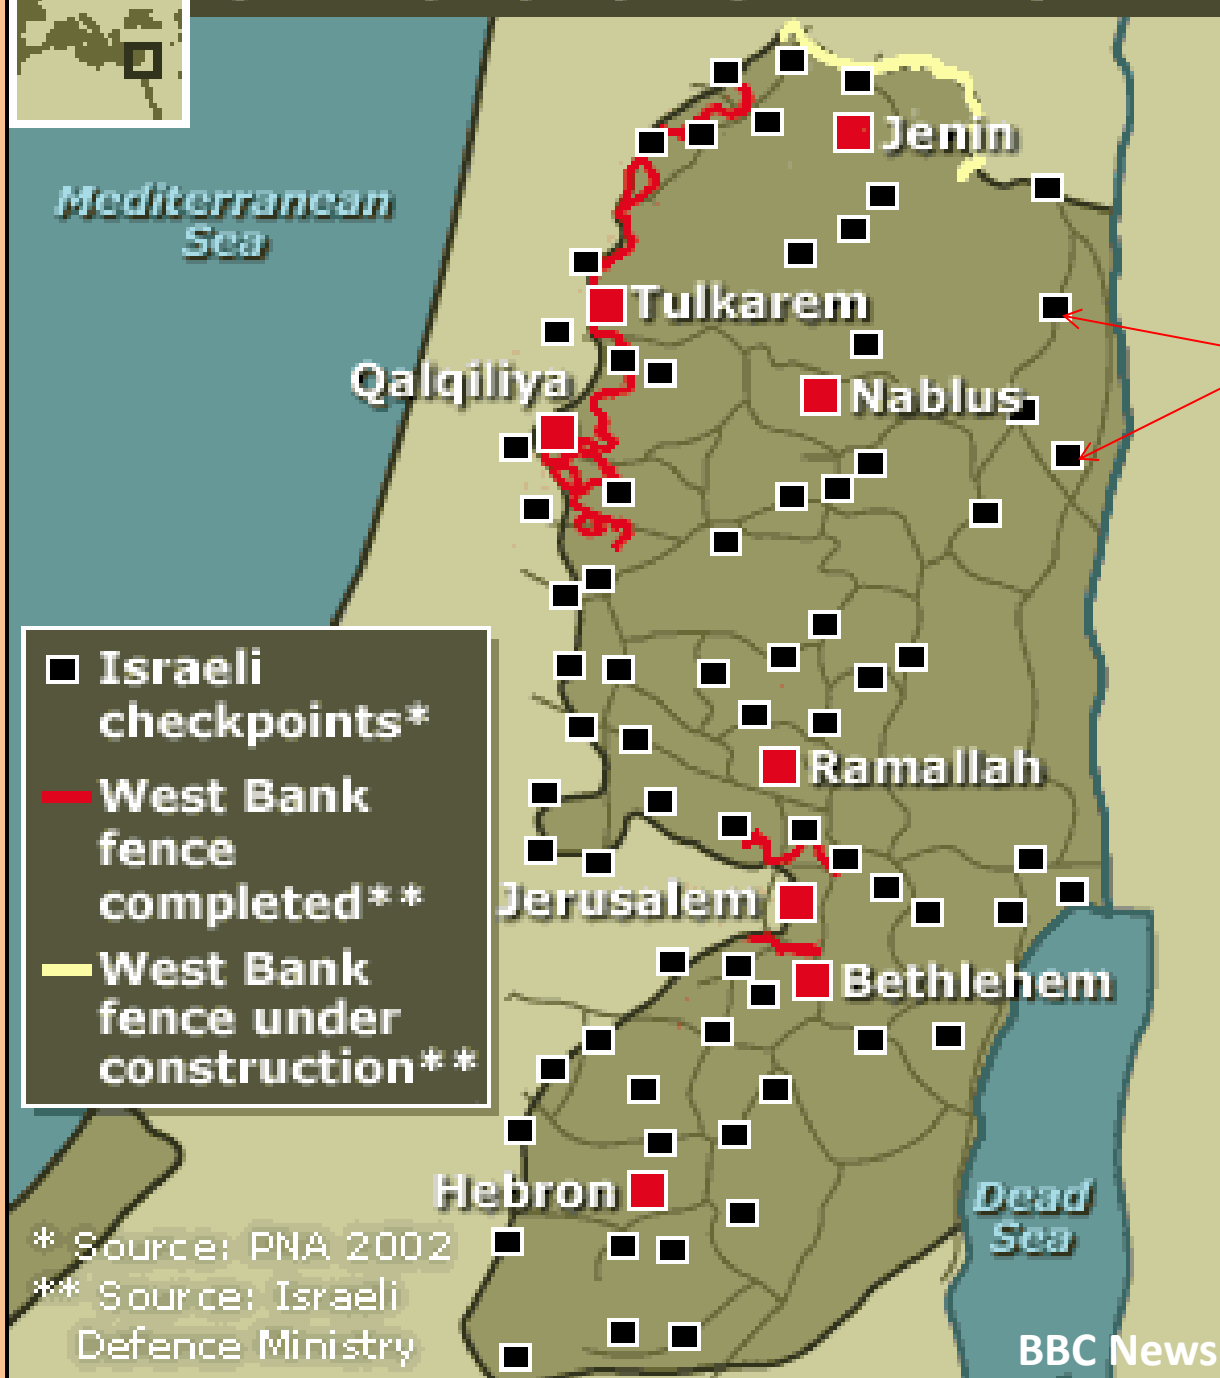 Mediterranean
Sea
Jenin
Tulkarem
Qalqiliya
Nablus
Israeli
checkpoints*
West Bank
fence
completed**
West Bank
fence under
construction**
Ramallah
Jerusalem
Bethlehem
Hebron
Dead
Sea
* Source: PNA 2002
** Source: Israeli
Defence Ministry
BBC News